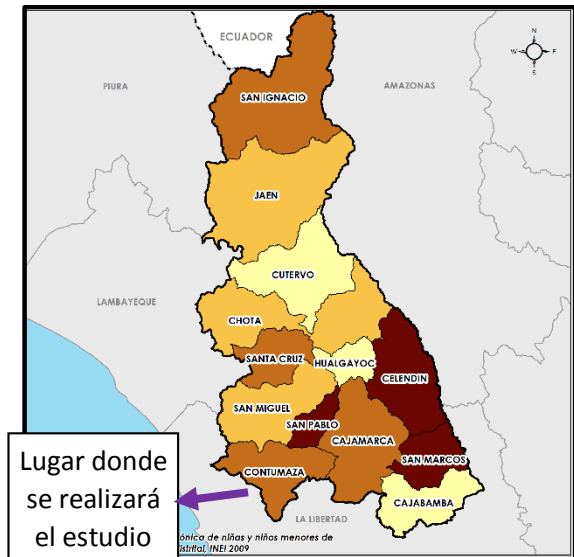 ECUADOR
N
W
E
S
PIURA
AMAZONAS
SAN IGNACIO
JAEN
CUTERVO
LAMBAYEQUE
CHOTA
SANTA CRUZ
HUALGAYOC
CELENDIN
SAN MIGUEL
SAN PABLO
CAJAMARCA
SAN MARCOS
CONTUMAZA
CAJABAMBA
LA LIBERTAD
Lugar donde
se realizará
el estudio
ónica de niñas y niños menores de
istrital, INEI 2009